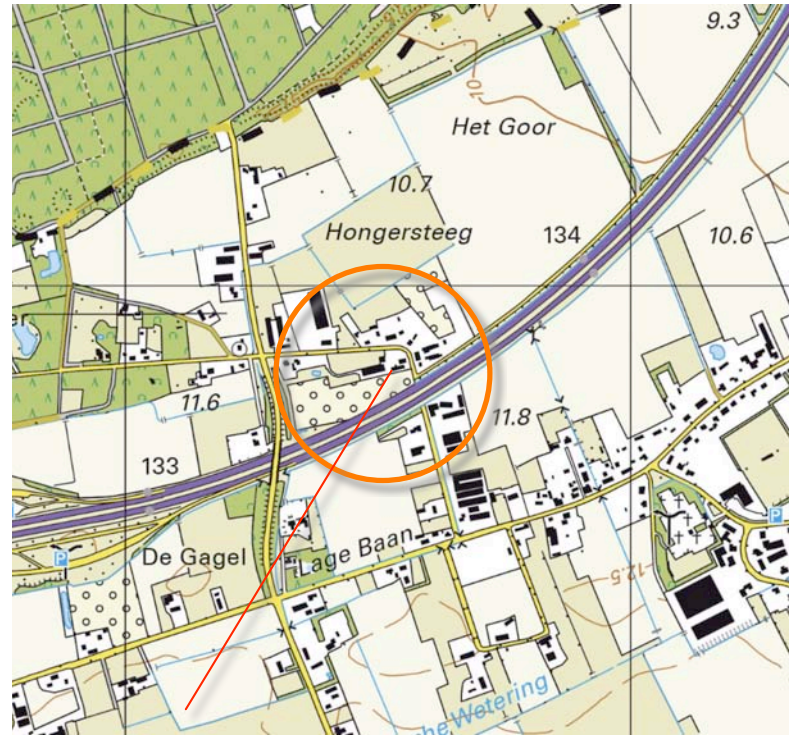 9.3
10
Het Goor
10.7
Hongersteeg
134
10.6
11.6
11.8
133
P
De Gagel
Lage Baan
P
12.5
che Wetering